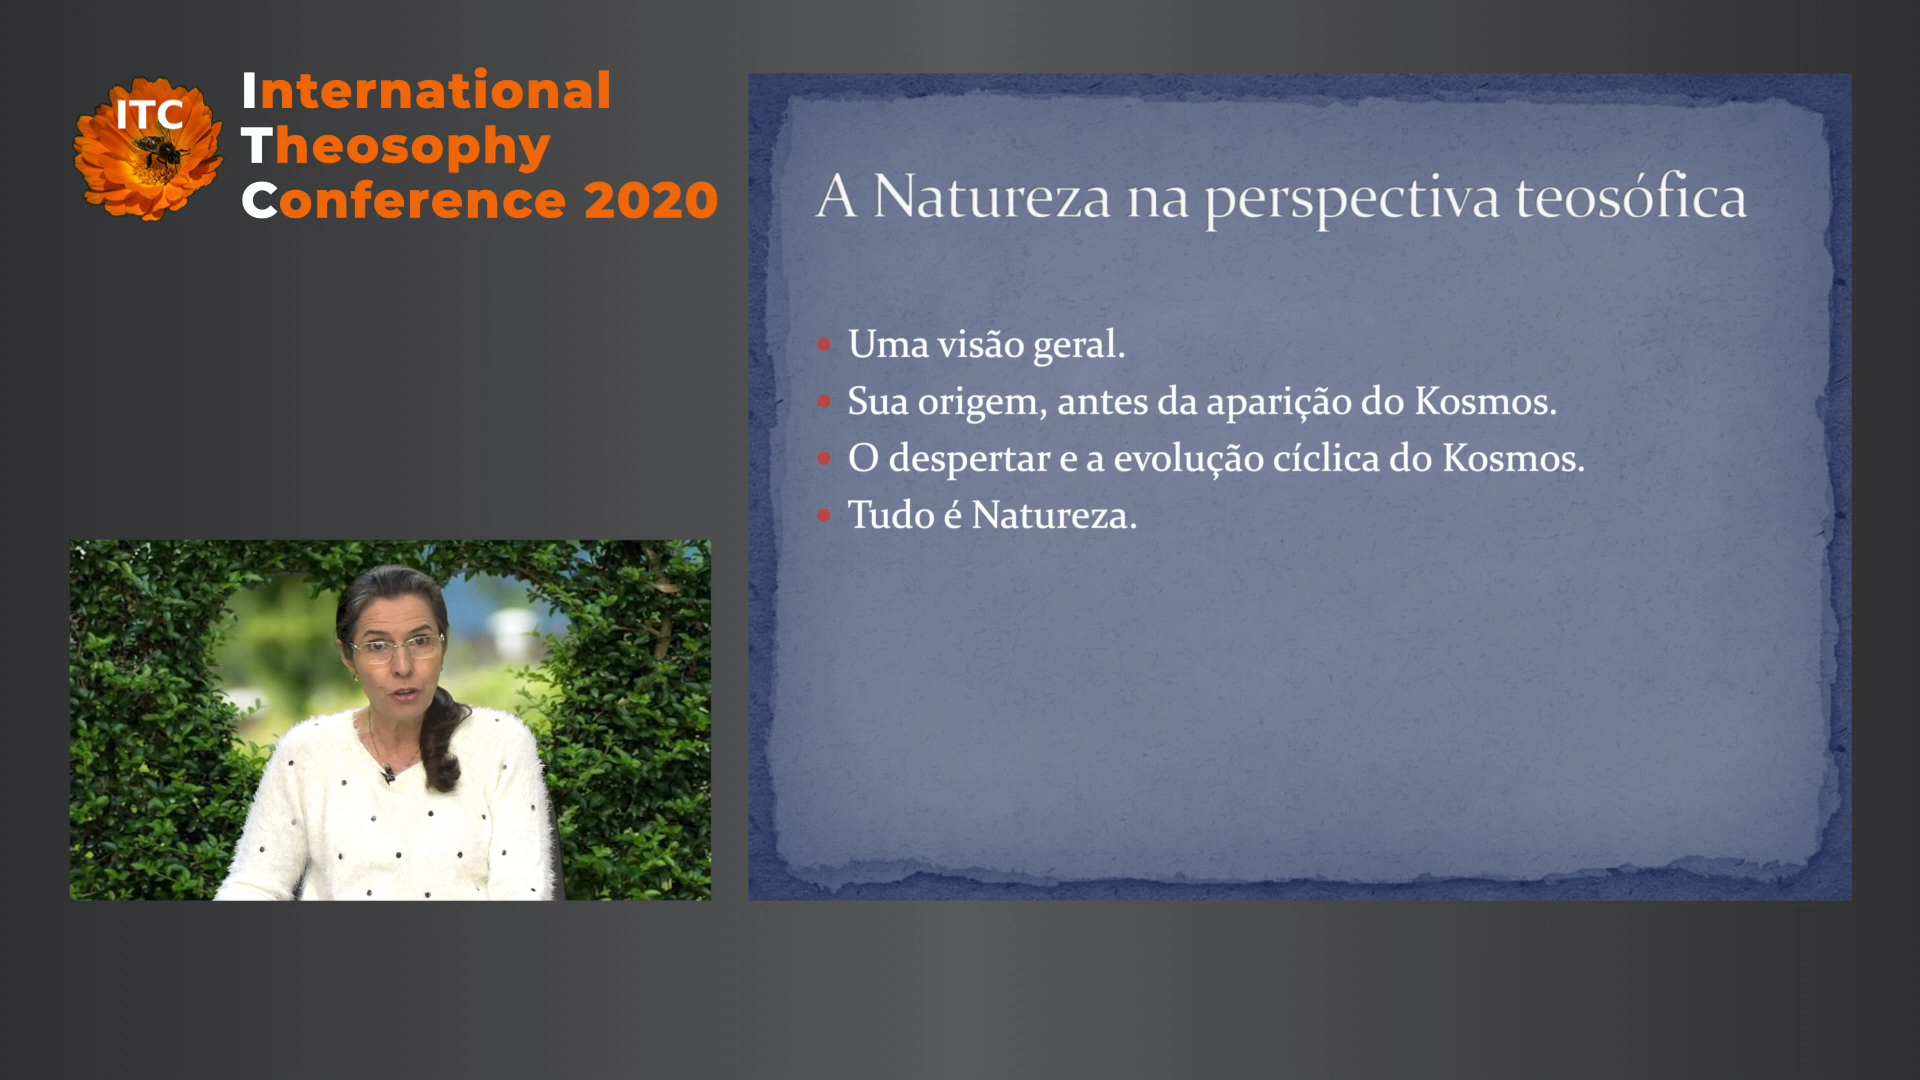 ITC
International
Theosophy
Conference 2020
A Natureza na perspectiva teosófica
Uma visão geral.
Sua origem, antes da aparição do Kosmos.
O despertar e a evolução cíclica do Kosmos.
Tudo é Natureza.